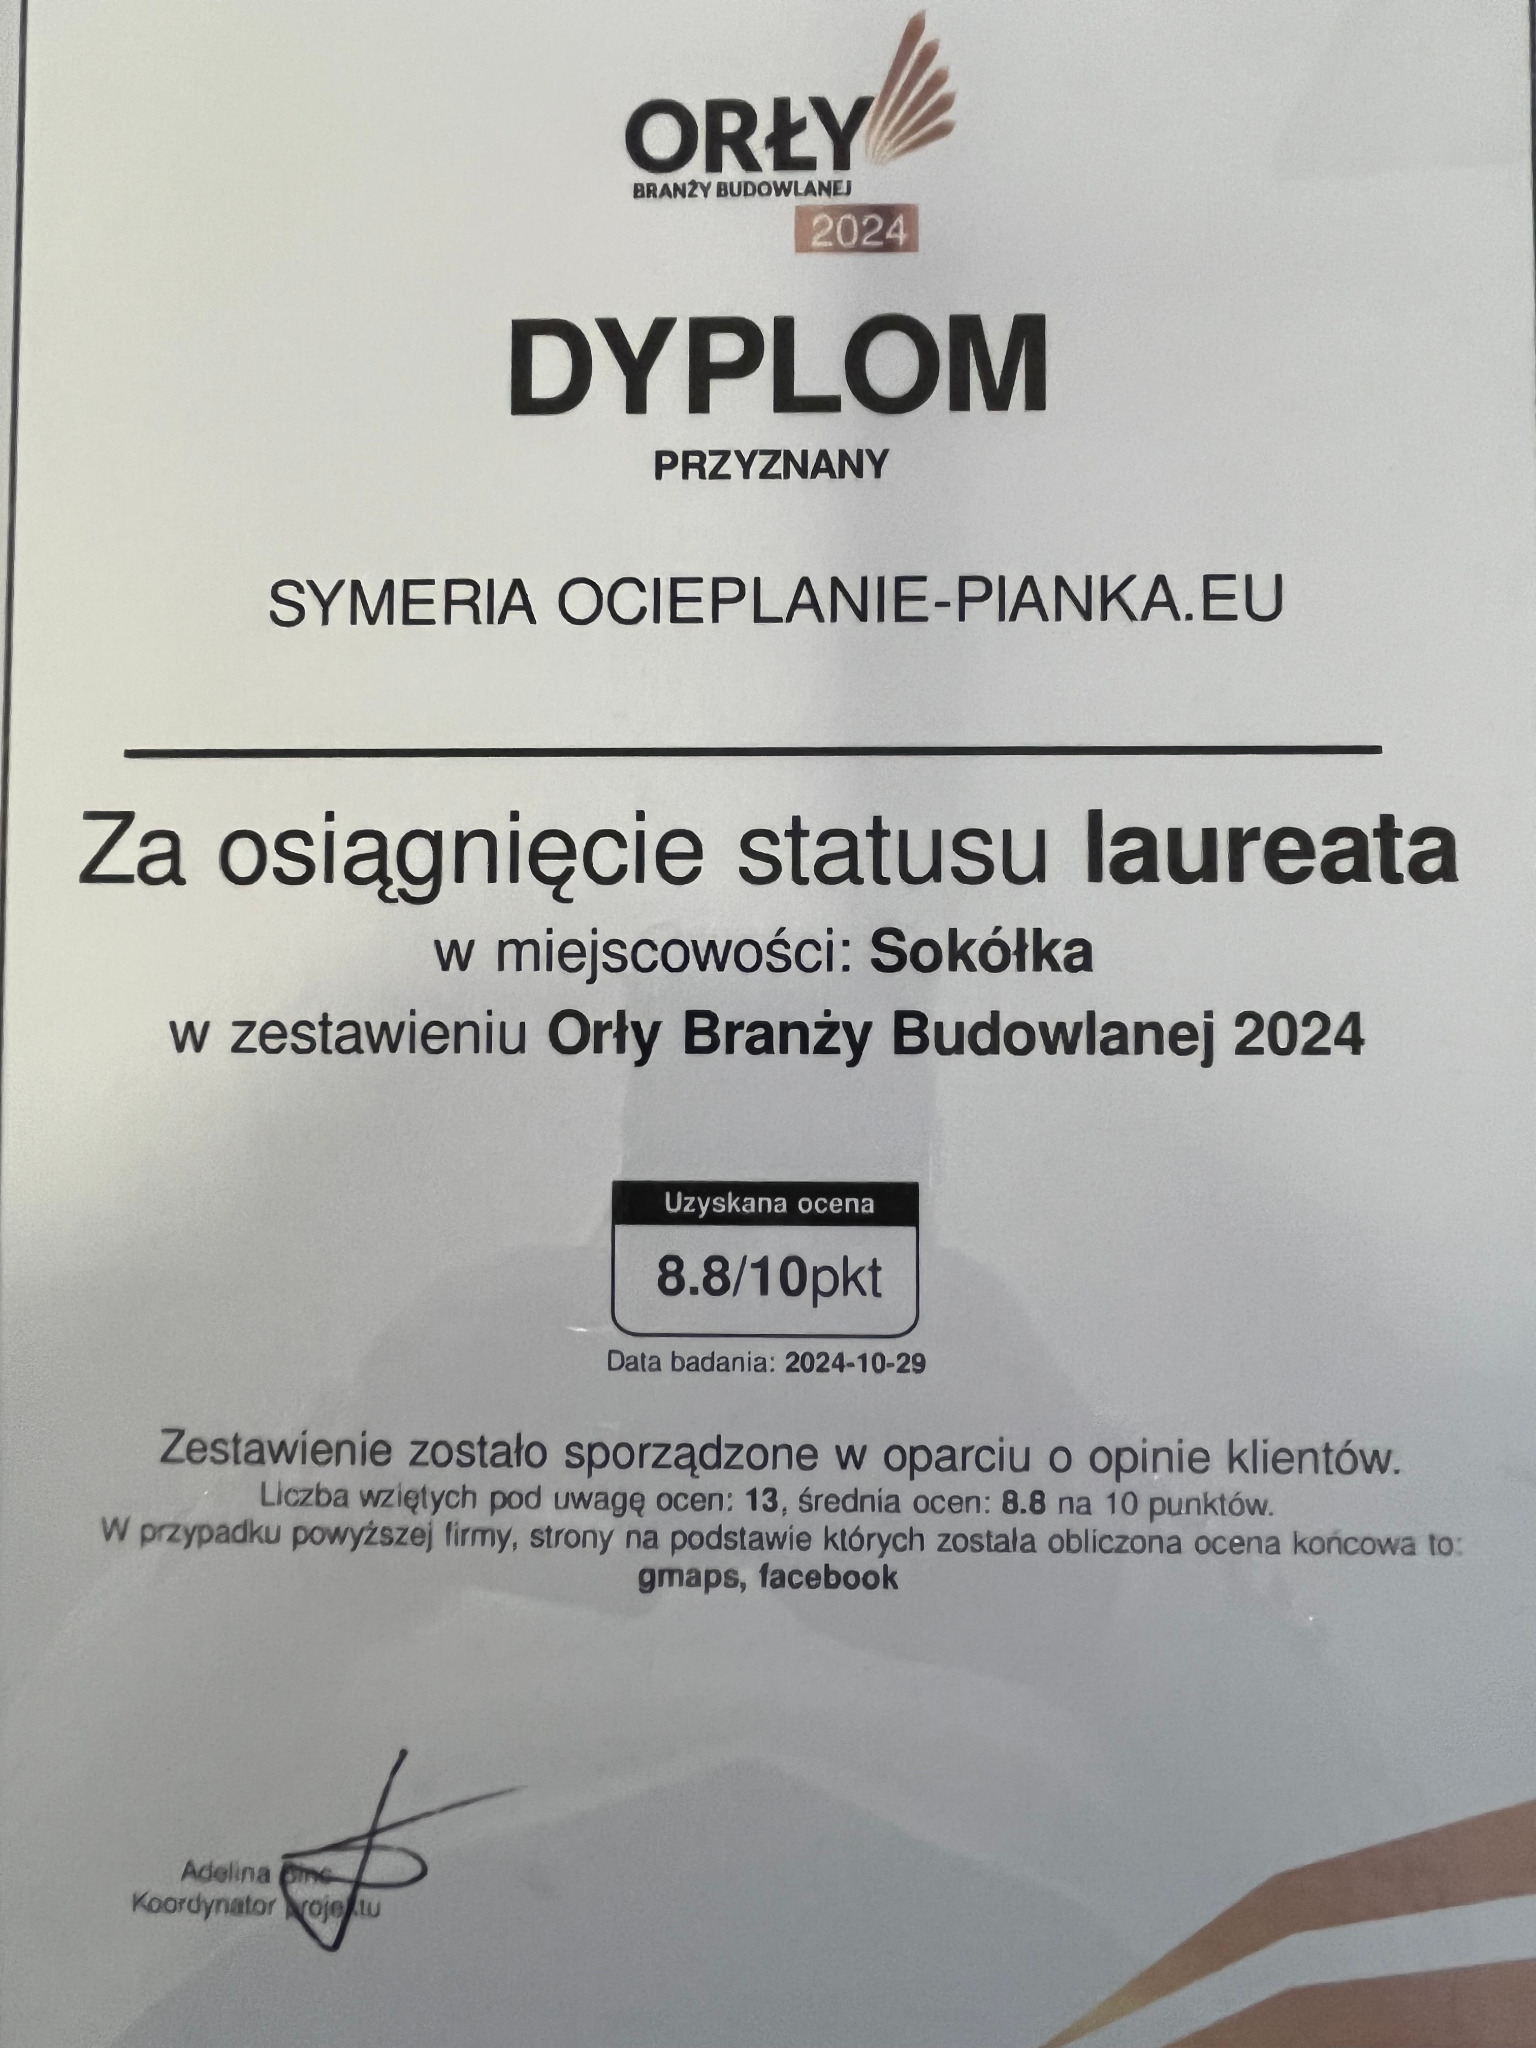 ORŁY
BRANŻY BUDOWLANEJ
2024
DYPLOM
PRZYZNANY
SYMERIA OCIEPLANIE-PIANKA.EU
Za osiągnięcie statusu laureata
w miejscowości: Sokółka
w zestawieniu Orły Branży Budowlanej 2024
Uzyskana ocena
8.8/10pkt
Data badania: 2024-10-29
Zestawienie zostało sporządzone w oparciu o opinie klientów.
Liczba wziętych pod uwagę ocen: 13, średnia ocen: 8.8 na 10 punktów.
W przypadku powyższej firmy, strony na podstawie których została obliczona ocena końcowa to:
gmaps, facebook
Adelina
Koordynator projektu